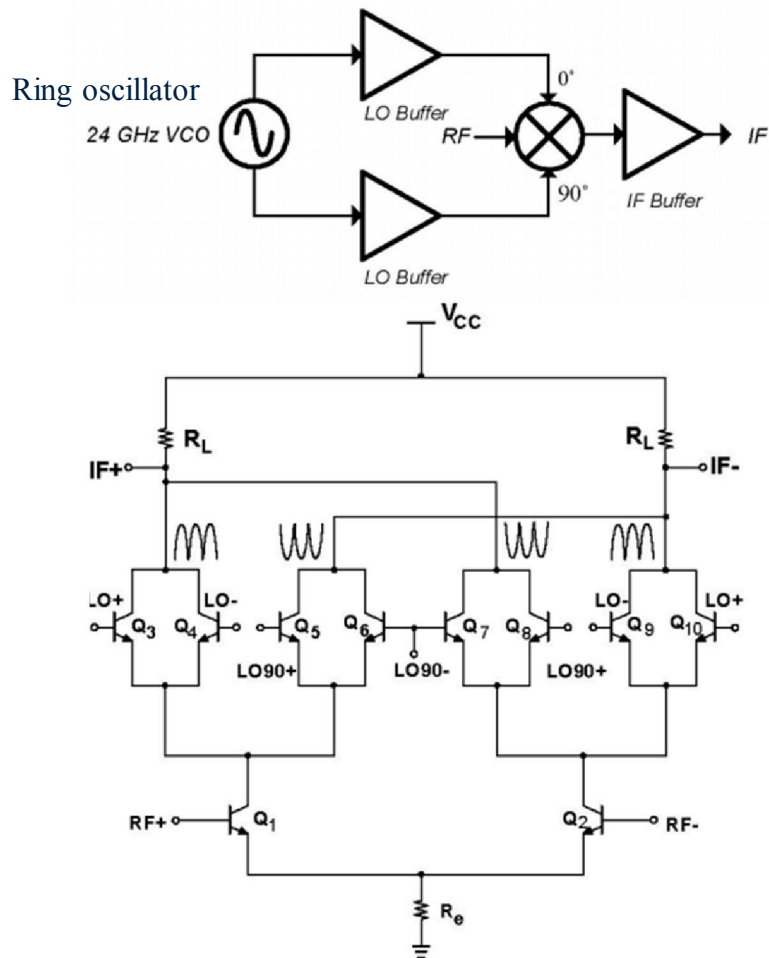 LO Buffer
0°
Ring oscillator
24 GHz VCO
RF
IF
90°
IF Buffer
LO Buffer
VCC
RL
RL
IF+
IF-
LO+
Q3
LO-
Q4
Q5
Q6
Q7
Q8
LO-
Q9
LO+
Q10
LO90+
LO90-
LO90+
RF+
Q1
Q2
RF-
Re